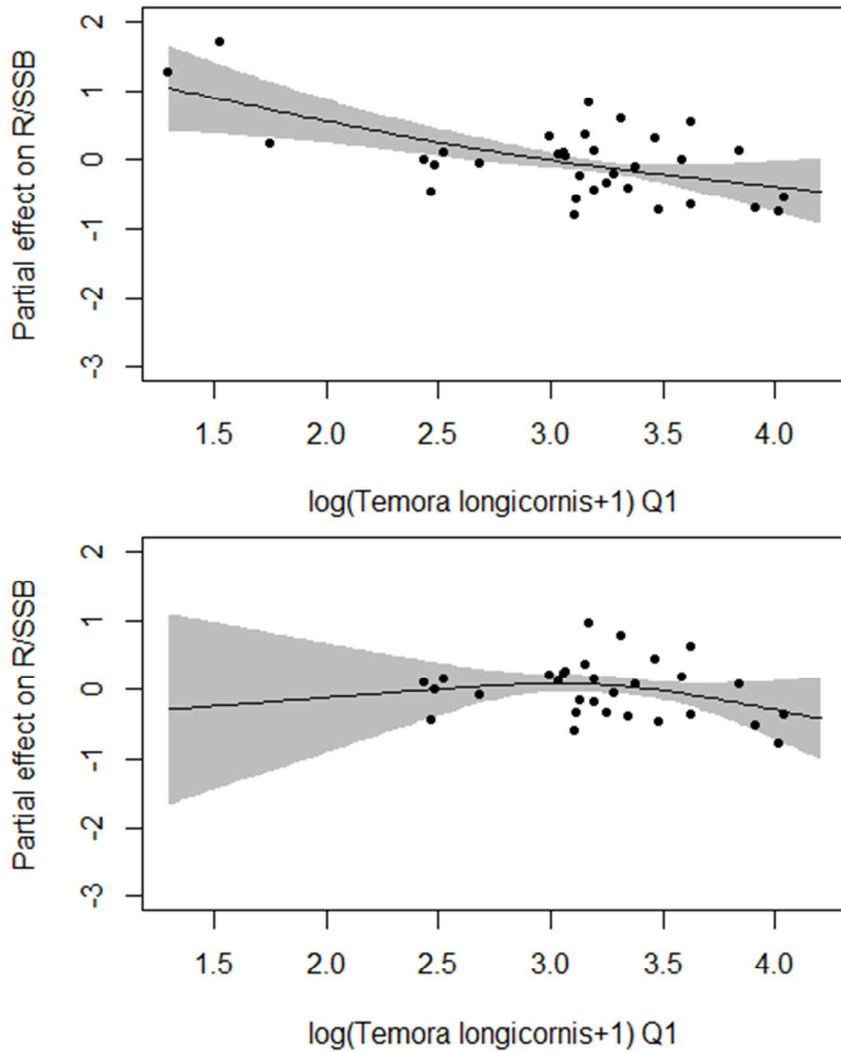 Partial effect on R/SSB
2
1
0
-1
-2
-3
1.5 2.0 2.5 3.0 3.5 4.0
log(Temora longicornis+1) Q1
Partial effect on R/SSB
2
1
0
-1
-2
-3
1.5 2.0 2.5 3.0 3.5 4.0
log(Temora longicornis+1) Q1